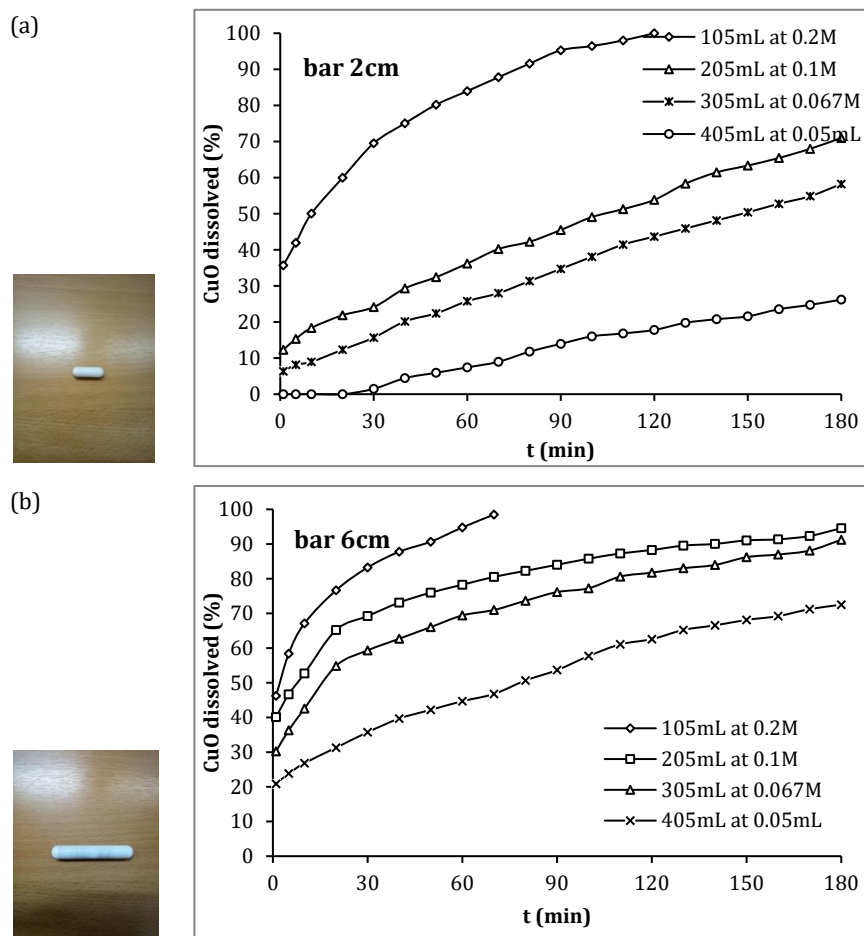 (a)
bar 2cm
105mL at 0.2M
205mL at 0.1M
305mL at 0.067M
405mL at 0.05mL
CuO dissolved (%)
100
90
80
70
60
50
40
30
20
10
0
0 30 60 90 120 150 180
t (min)
(b)
bar 6cm
CuO dissolved (%)
100
90
80
70
60
50
40
30
20
10
0
105mL at 0.2M
205mL at 0.1M
305mL at 0.067M
405mL at 0.05mL
0 30 60 90 120 150 180
t (min)